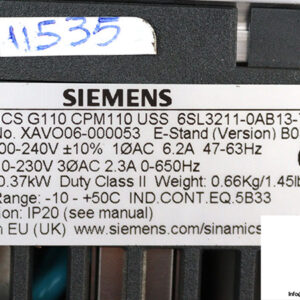 11535
SIEMENS
CS G110 CPM110 USS 6SL3211-0AB13-
o. XAVO06-000053 E-Stand (Version) B0
00-240V ±10% 1ØAC 6.2A 47-63Hz
0-230V 3ØAC 2.3A 0-650Hz
0.37kW Duty Class II Weight: 0.66Kg/1.45lb
Range: -10 - +50C IND.CONT.EQ.5B33
ion: IP20 (see manual)
n EU (UK) www.siemens.com/sinamics